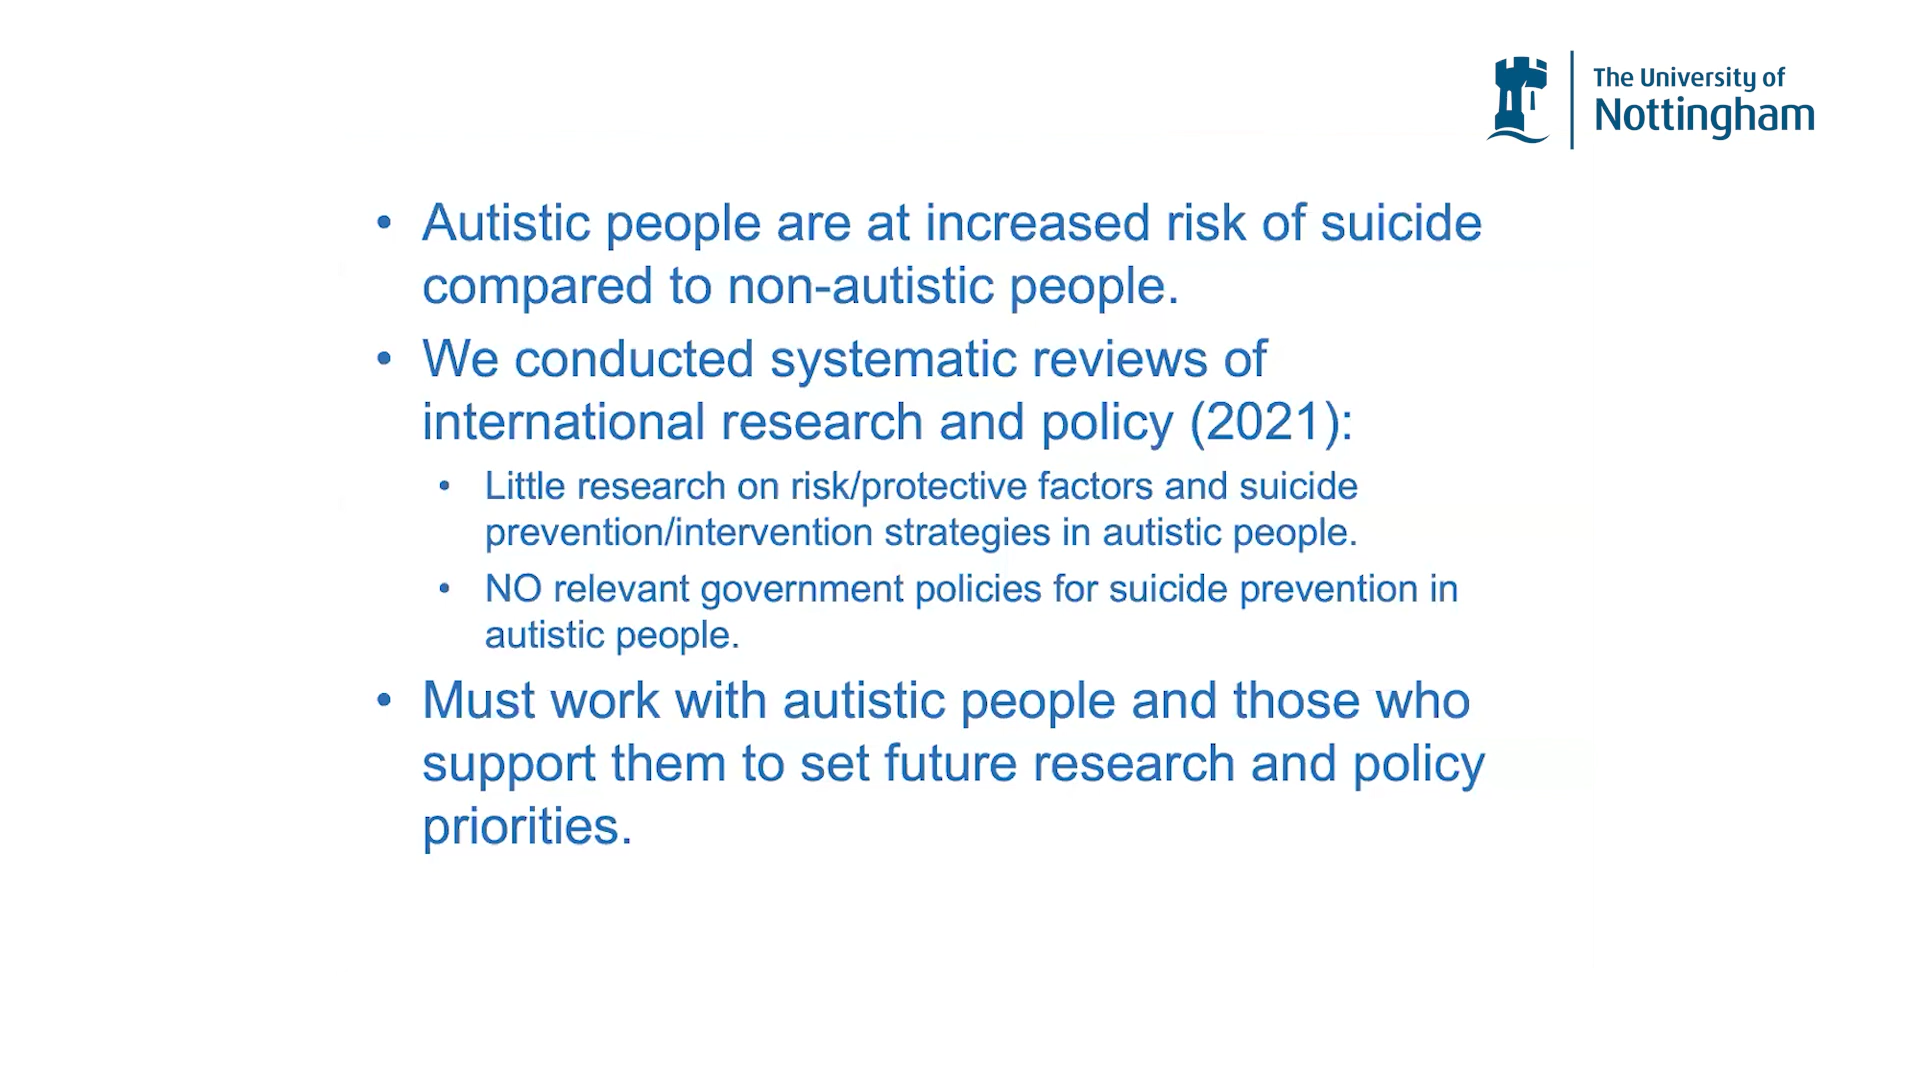 The University of
Nottingham
• Autistic people are at increased risk of suicide
compared to non-autistic people.
• We conducted systematic reviews of
international research and policy (2021):
• Little research on risk/protective factors and suicide
prevention/intervention strategies in autistic people.
• NO relevant government policies for suicide prevention in
autistic people.
• Must work with autistic people and those who
support them to set future research and policy
priorities.